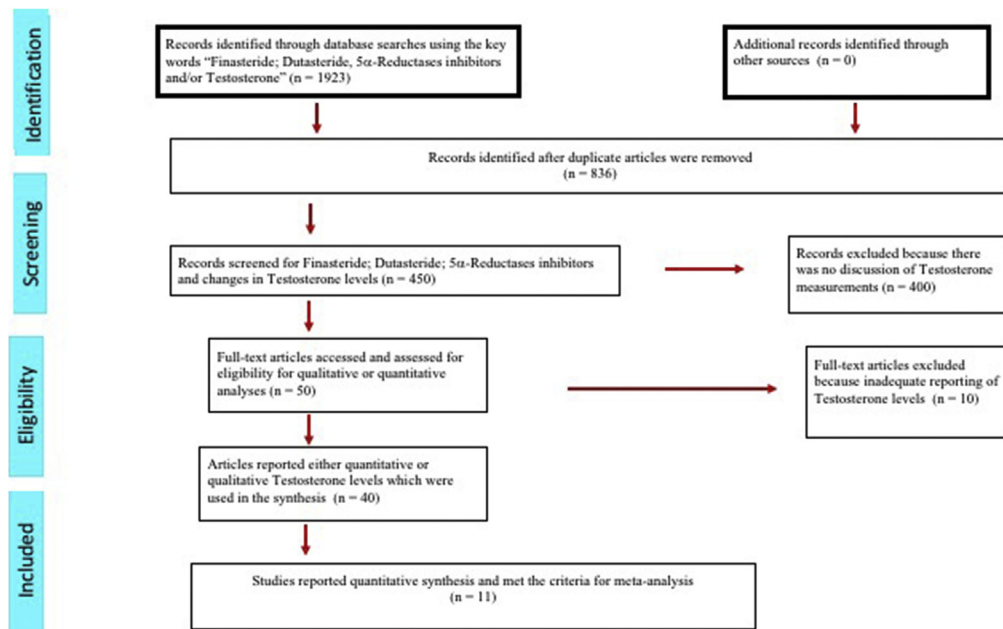 Identification
Records identified through database searches using the key
words “Finasteride; Dutasteride, 5α-Reductases inhibitors
and/or Testosterone” (n = 1923)
Additional records identified through
other sources  (n = 0)
Records identified after duplicate articles were removed
(n = 836)
Screening
Records screened for Finasteride; Dutasteride; 5α-Reductases inhibitors
and changes in Testosterone levels (n = 450)
Records excluded because there
was no discussion of Testosterone
measurements (n = 400)
Eligibility
Full-text articles accessed and assessed for
eligibility for qualitative or quantitative
analyses (n = 50)
Full-text articles excluded
because inadequate reporting of
Testosterone levels  (n = 10)
Articles reported either quantitative or
qualitative Testosterone levels which were
used in the synthesis  (n = 40)
Included
Studies reported quantitative synthesis and met the criteria for meta-analysis
(n = 11)